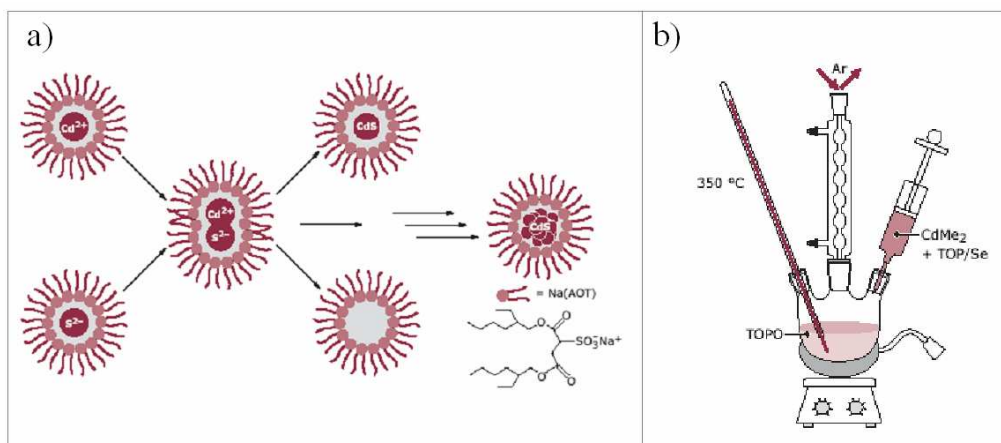 a)
Cd²⁺
S²⁻
Cd²⁺
S²⁻
CdS
CdS
= Na(AOT)
O
O
SO₃⁻Na⁺
O
O
b)
Ar
350 °C
CdMe₂
+ TOP/Se
TOPO